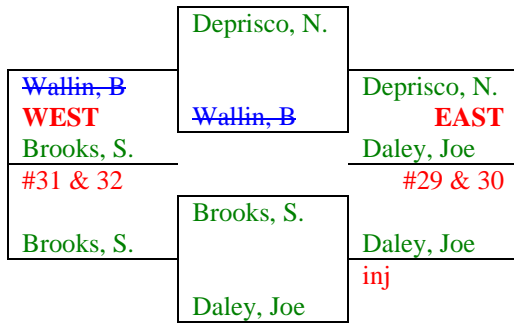 Deprisco, N.
Wallin, B
Deprisco, N.
WEST
Wallin, B
EAST
Brooks, S.
Daley, Joe
#31 & 32
#29 & 30
Brooks, S.
Brooks, S.
Daley, Joe
inj
Daley, Joe